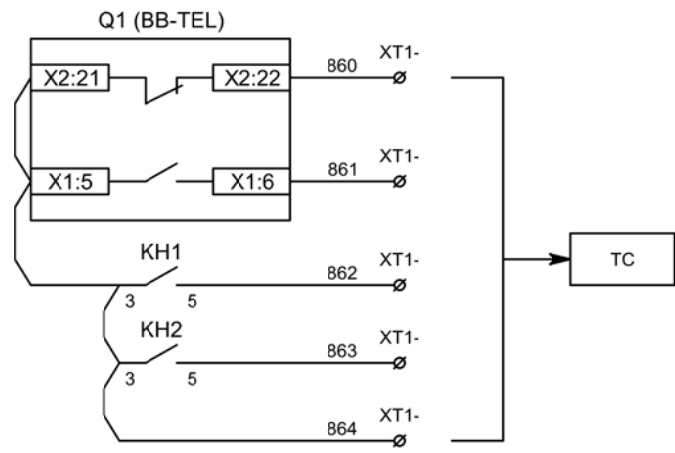 Q1 (BB-TEL)
X2:21 X2:22 860 XT1-
X1:5 X1:6 861 XT1-
KH1 862 XT1-
3 5
KH2 863 XT1-
3 5
864 XT1-
TC